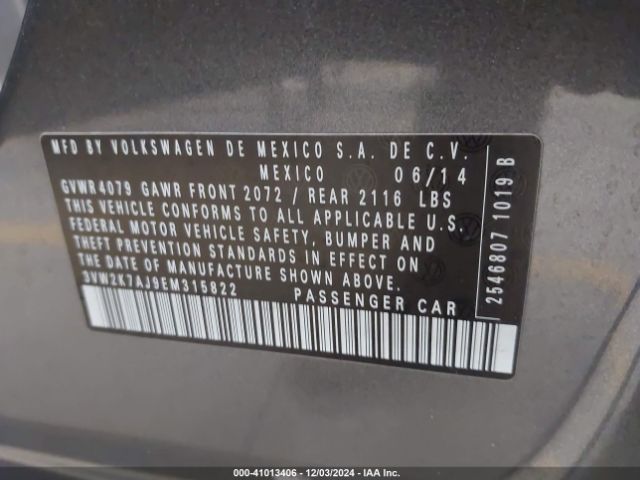 MFD BY VOLKSWAGEN DE MEXICO S.A. DE C.V.
MEXICO 06/14
GVWR4079 GAWR FRONT 2072 / REAR 2116 LBS
THIS VEHICLE CONFORMS TO ALL APPLICABLE U.S.
FEDERAL MOTOR VEHICLE SAFETY, BUMPER AND
THEFT PREVENTION STANDARDS IN EFFECT ON
THE DATE OF MANUFACTURE SHOWN ABOVE.
3VW2K7AJ9EM315822 PASSENGER CAR
2546807 1019 B
000-41013406 - 12/03/2024 - IAA Inc.